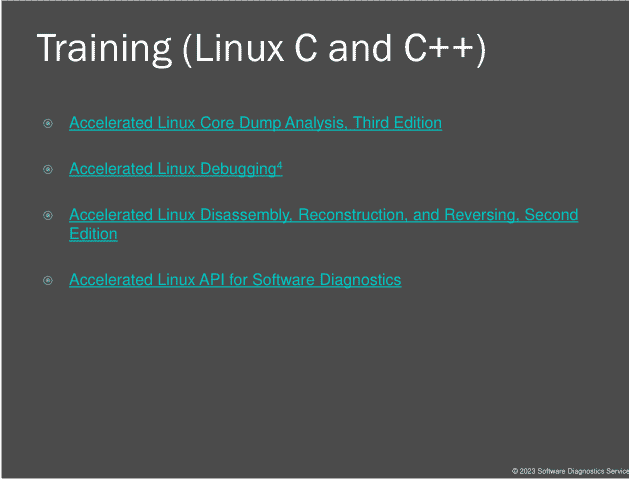 Training (Linux C and C++)
Accelerated Linux Core Dump Analysis, Third Edition
Accelerated Linux Debugging⁴
Accelerated Linux Disassembly, Reconstruction, and Reversing, Second
Edition
Accelerated Linux API for Software Diagnostics
© 2023 Software Diagnostics Service